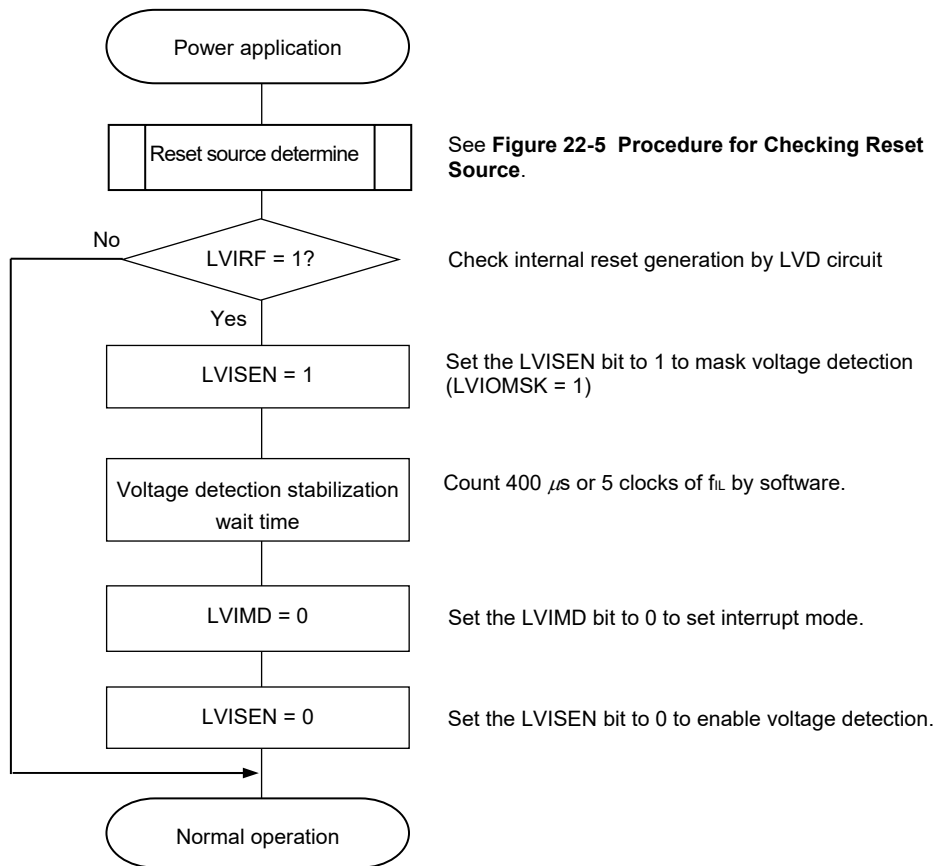 Power application
Reset source determine
See Figure 22-5 Procedure for Checking Reset
Source.
No
LVIRF = 1?
Check internal reset generation by LVD circuit
Yes
LVISEN = 1
Set the LVISEN bit to 1 to mask voltage detection
(LVIOMSK = 1)
Voltage detection stabilization
wait time
Count 400 μs or 5 clocks of fIL by software.
LVIMD = 0
Set the LVIMD bit to 0 to set interrupt mode.
LVISEN = 0
Set the LVISEN bit to 0 to enable voltage detection.
Normal operation